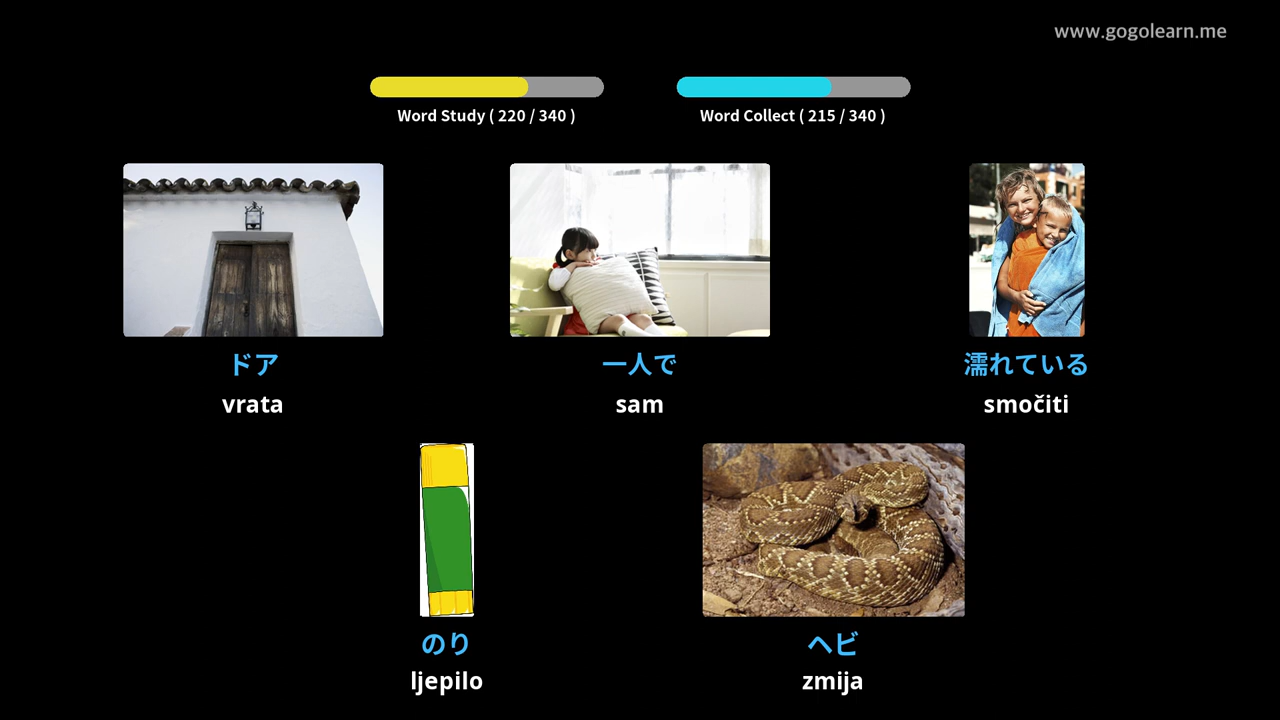 www.gogolearn.me
Word Study ( 220 / 340 )
Word Collect ( 215 / 340 )
ドア
一人で
濡れている
vrata
sam
smočiti
のり
ヘビ
ljepilo
zmija